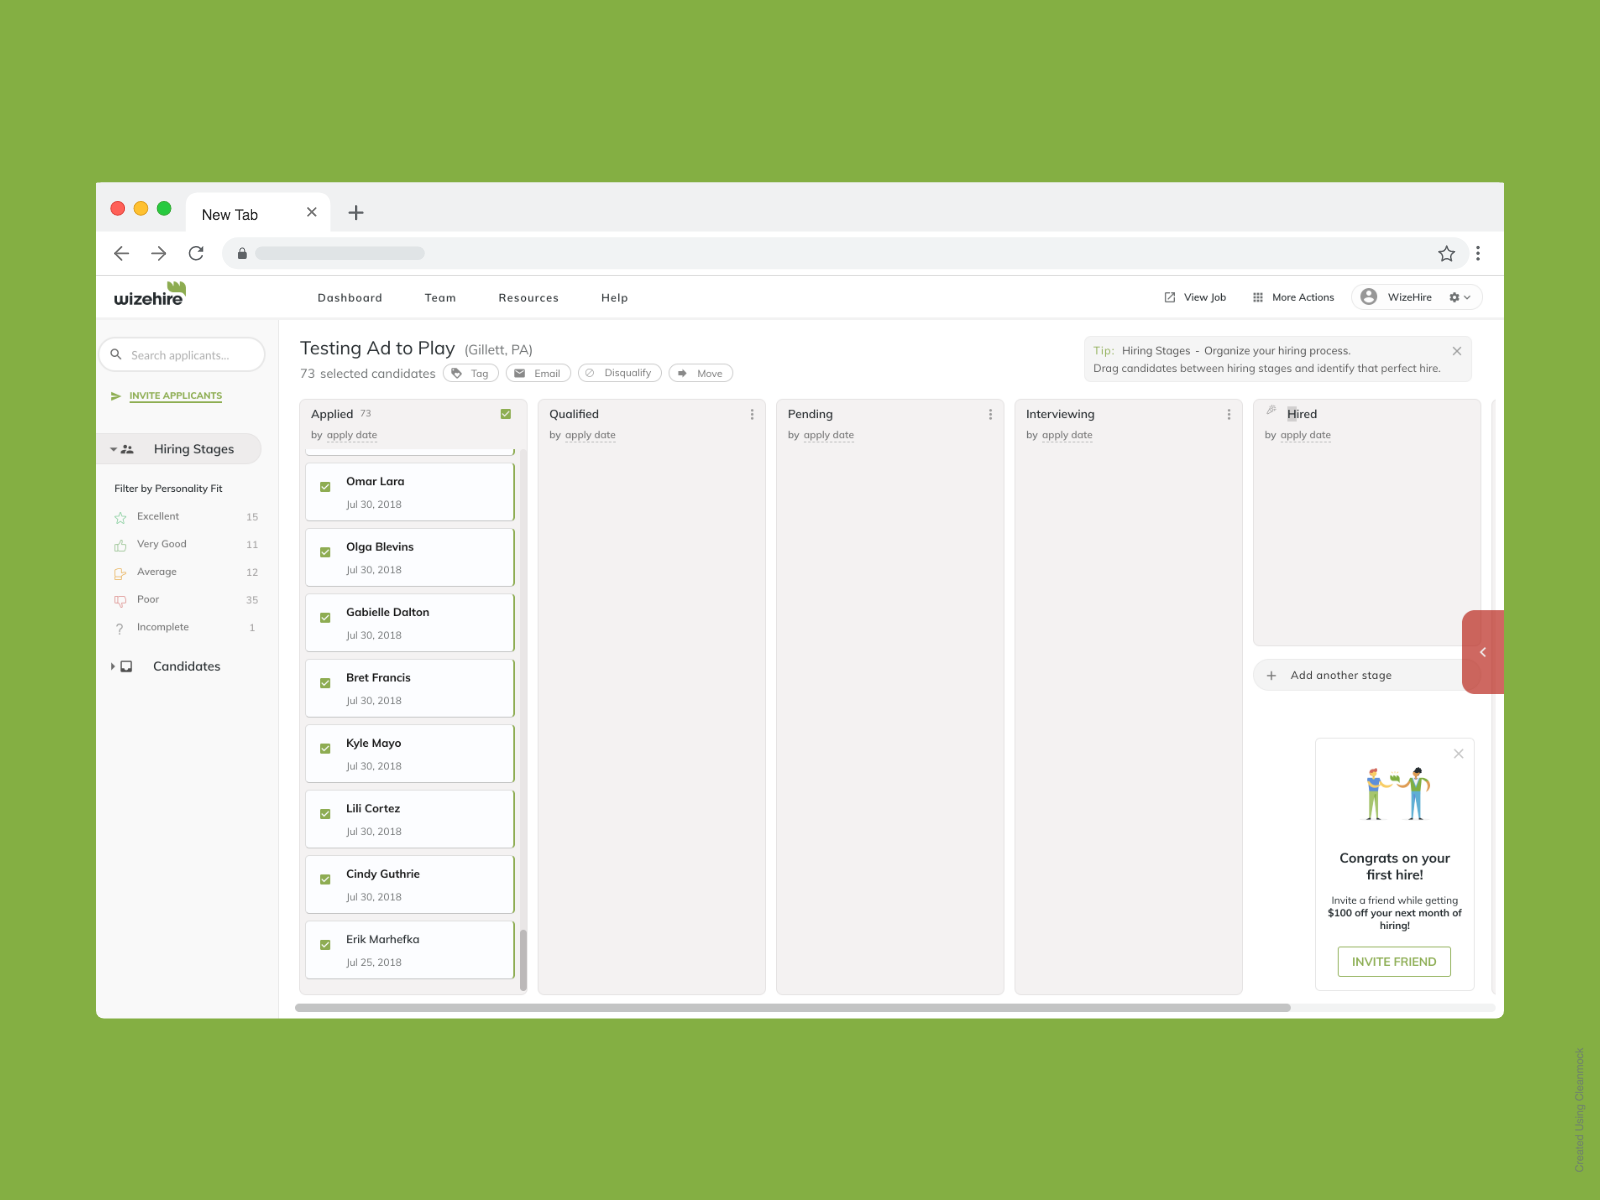 New Tab
wizehire
Dashboard
Team
Resources
Help
View Job
More Actions
WizeHire
Search applicants...
INVITE APPLICANTS
Hiring Stages
Filter by Personality Fit
Excellent 15
Very Good 11
Average 12
Poor 35
Incomplete 1
Candidates
Testing Ad to Play (Gillett, PA)
73 selected candidates
Tag
Email
Disqualify
Move
Tip: Hiring Stages - Organize your hiring process.
Drag candidates between hiring stages and identify that perfect hire.
Applied 73
by apply date
Omar Lara
Jul 30, 2018
Olga Blevins
Jul 30, 2018
Gabielle Dalton
Jul 30, 2018
Bret Francis
Jul 30, 2018
Kyle Mayo
Jul 30, 2018
Lili Cortez
Jul 30, 2018
Cindy Guthrie
Jul 30, 2018
Erik Marhefka
Jul 25, 2018
Qualified
by apply date
Pending
by apply date
Interviewing
by apply date
Hired
by apply date
+ Add another stage
Congrats on your
first hire!
Invite a friend while getting
$100 off your next month of
hiring!
INVITE FRIEND
Created Using Cleanmock